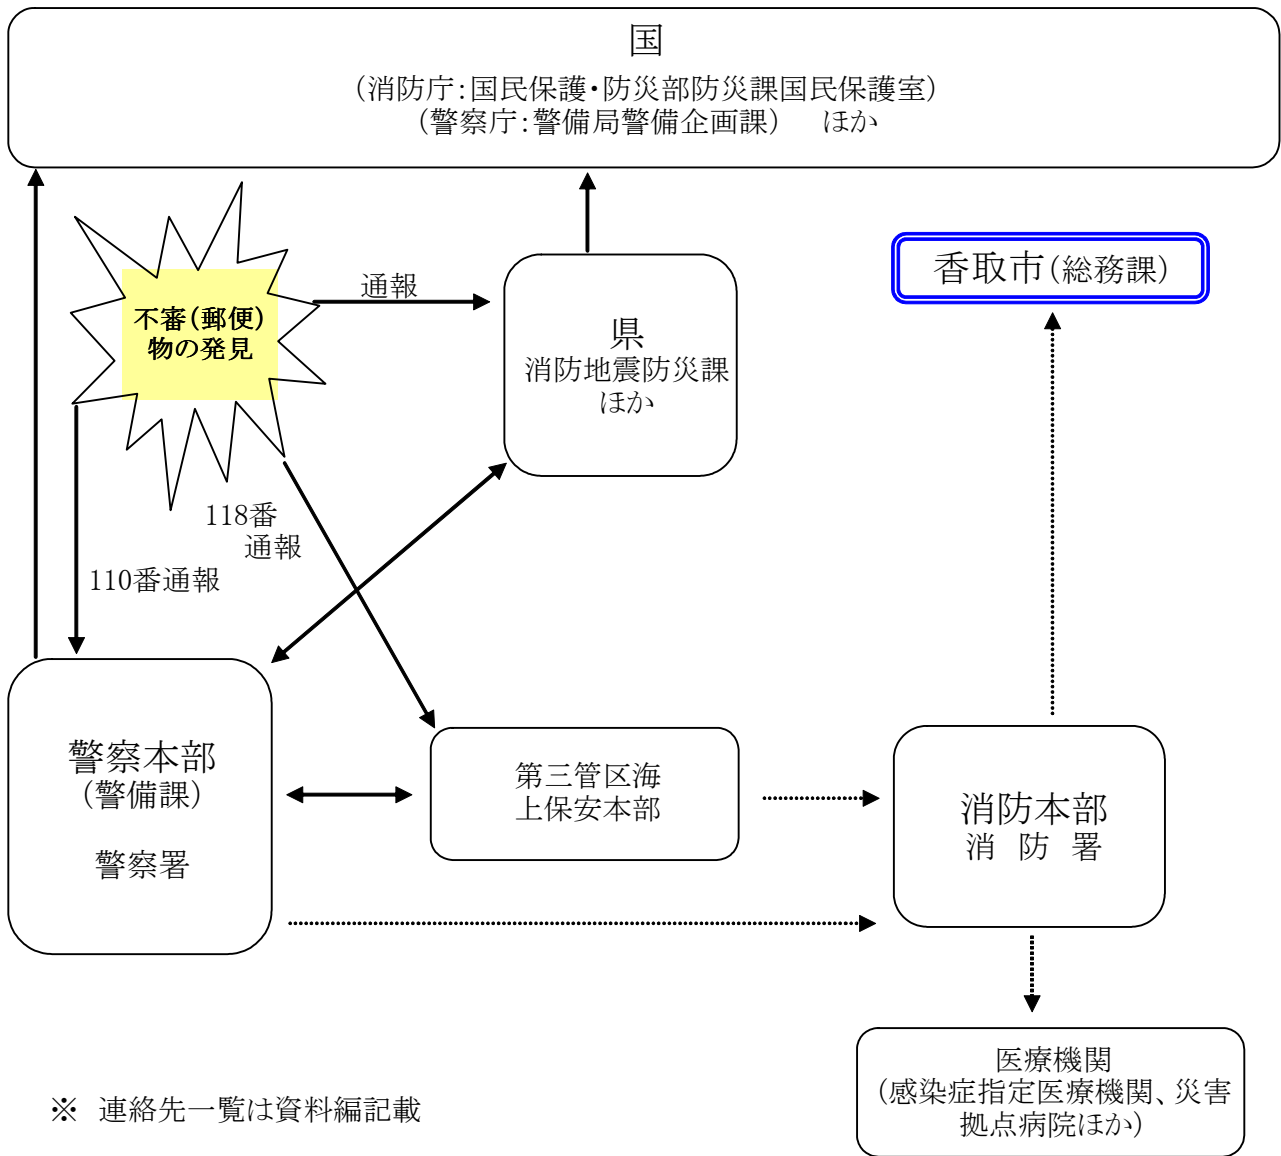 国
（消防庁：国民保護・防災部防災課国民保護室）
（警察庁：警備局警備企画課）　ほか
香取市（総務課）
通報
不審（郵便）
物の発見
県
消防地震防災課
ほか
118番
通報
110番通報
警察本部
（警備課）
警察署
第三管区海
上保安本部
消防本部
消　防　署
医療機関
（感染症指定医療機関、災害
拠点病院ほか）
※　連絡先一覧は資料編記載